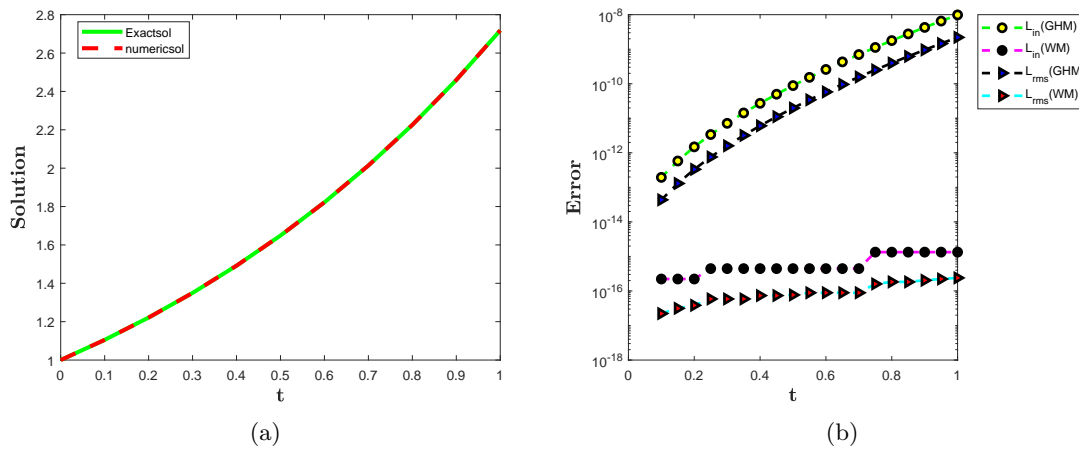 2.8
2.6
2.4
2.2
2
1.8
1.6
1.4
1.2
1
Solution
Exactsol
numericsol
0 0.1 0.2 0.3 0.4 0.5 0.6 0.7 0.8 0.9 1
t
(a)
10^-8
10^-10
10^-12
10^-14
10^-16
10^-18
Error
0 0.2 0.4 0.6 0.8 1
t
L_in(GHM)
L_in(WM)
L_rms(GHM)
L_rms(WM)
(b)